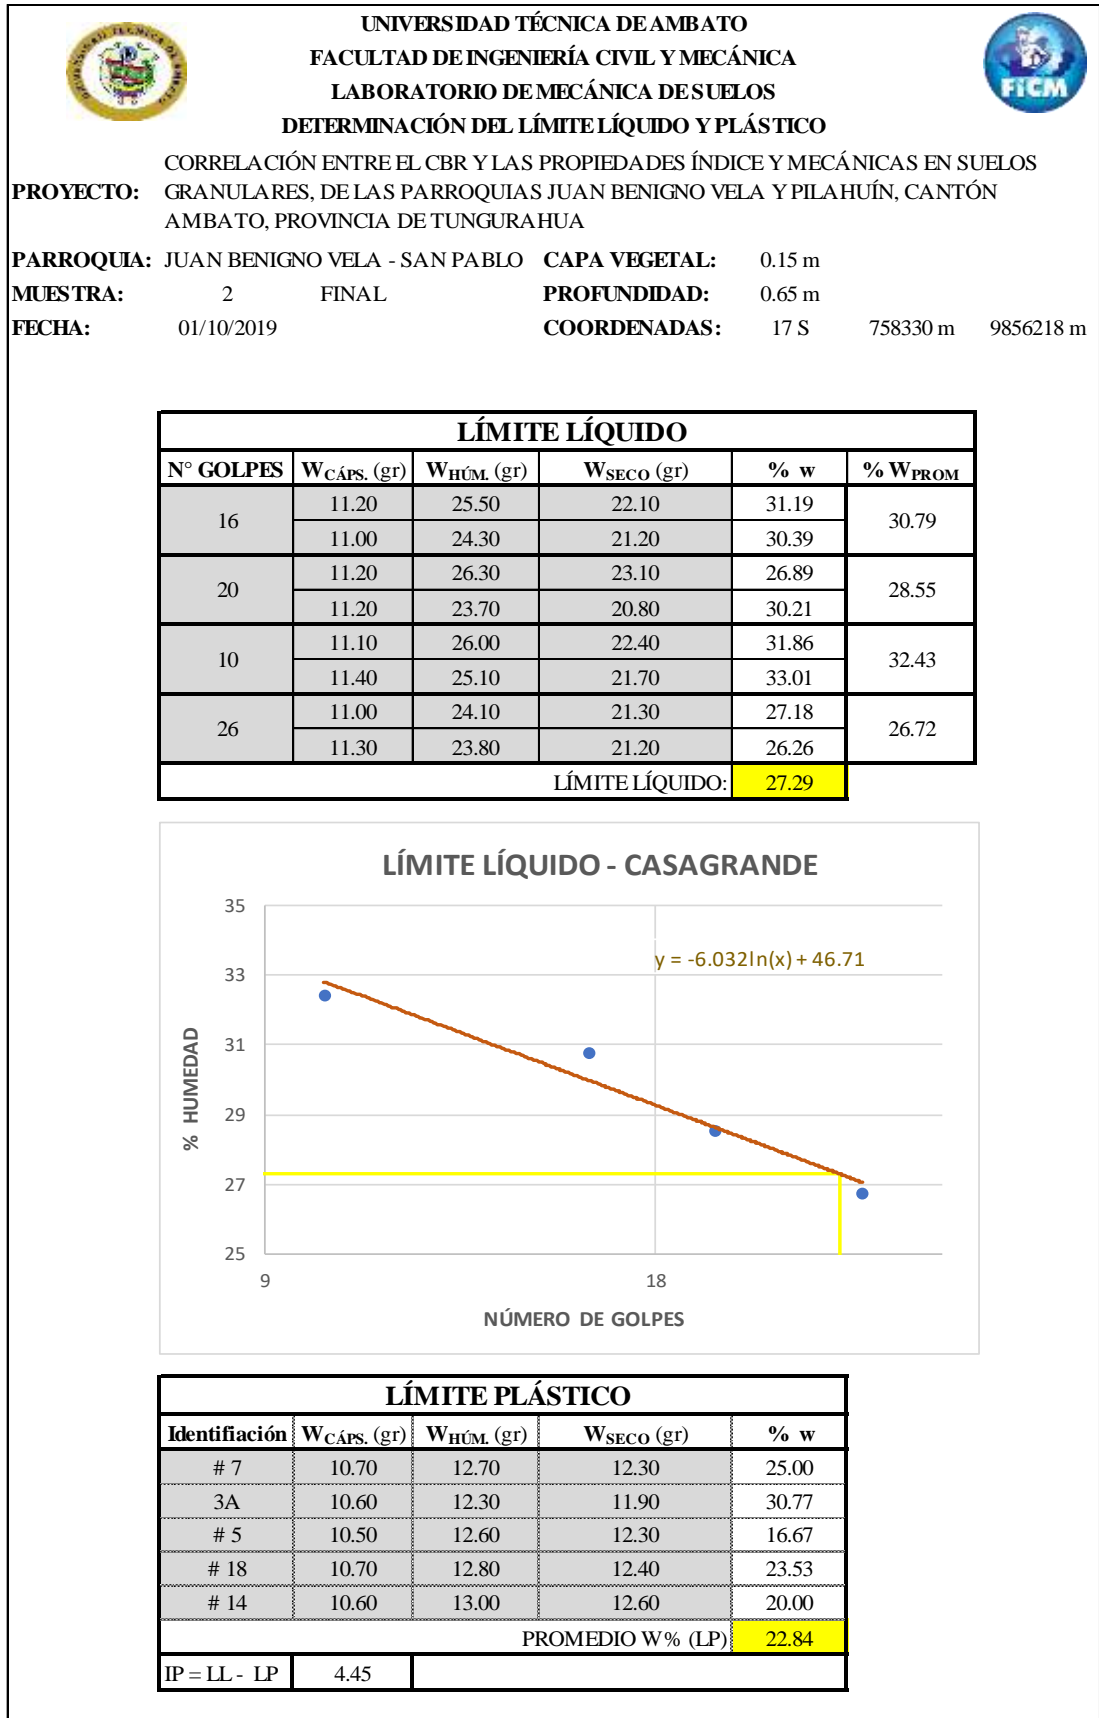 UNIVERSIDAD TÉCNICA DE AMBATO
FACULTAD DE INGENIERÍA CIVIL Y MECÁNICA
LABORATORIO DE MECÁNICA DE SUELOS
DETERMINACIÓN DEL LÍMITE LÍQUIDO Y PLÁSTICO
FICM
PROYECTO: CORRELACIÓN ENTRE EL CBR Y LAS PROPIEDADES ÍNDICE Y MECÁNICAS EN SUELOS
GRANULARES, DE LAS PARROQUIAS JUAN BENIGNO VELA Y PILAHUÍN, CANTÓN
AMBATO, PROVINCIA DE TUNGURAHUA
PARROQUIA: JUAN BENIGNO VELA - SAN PABLO CAPA VEGETAL: 0.15 m
MUESTRA: 2 FINAL PROFUNDIDAD: 0.65 m
FECHA: 01/10/2019 COORDENADAS: 17 S 758330 m 9856218 m
LÍMITE LÍQUIDO
N° GOLPES W CÁPS. (gr) W HÚM. (gr) W SECO (gr) % w % W PROM
16 11.20 25.50 22.10 31.19 30.79
11.00 24.30 21.20 30.39
20 11.20 26.30 23.10 26.89 28.55
11.20 23.70 20.80 30.21
10 11.10 26.00 22.40 31.86 32.43
11.40 25.10 21.70 33.01
26 11.00 24.10 21.30 27.18 26.72
11.30 23.80 21.20 26.26
LÍMITE LÍQUIDO: 27.29
LÍMITE LÍQUIDO - CASAGRANDE
y = -6.032ln(x) + 46.71
% HUMEDAD
35
33
31
29
27
25
9 18
NÚMERO DE GOLPES
LÍMITE PLÁSTICO
Identifiación W CÁPS. (gr) W HÚM. (gr) W SECO (gr) % w
# 7 10.70 12.70 12.30 25.00
3A 10.60 12.30 11.90 30.77
# 5 10.50 12.60 12.30 16.67
# 18 10.70 12.80 12.40 23.53
# 14 10.60 13.00 12.60 20.00
PROMEDIO W% (LP) 22.84
IP = LL - LP 4.45